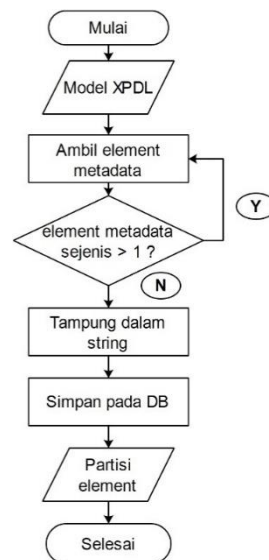 Mulai
Model XPDL
Ambil element
metadata
element metadata
sejenis > 1 ?
Y
N
Tampung dalam
string
Simpan pada DB
Partisi
element
Selesai